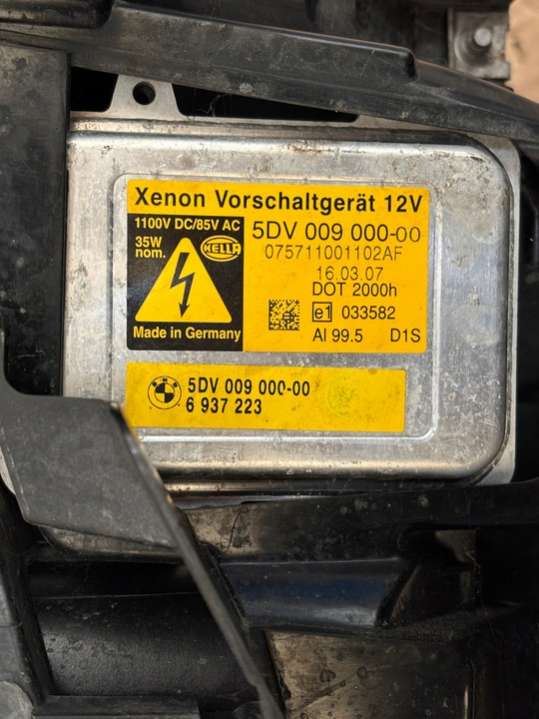 Xenon Vorschaltgerät 12V
1100V DC/85V AC
35W
nom.
HELLA
Made in Germany
5DV 009 000-00
075711001102AF
16.03.07
DOT 2000h
e1 033582
Al 99.5 D1S
5DV 009 000-00
6 937 223